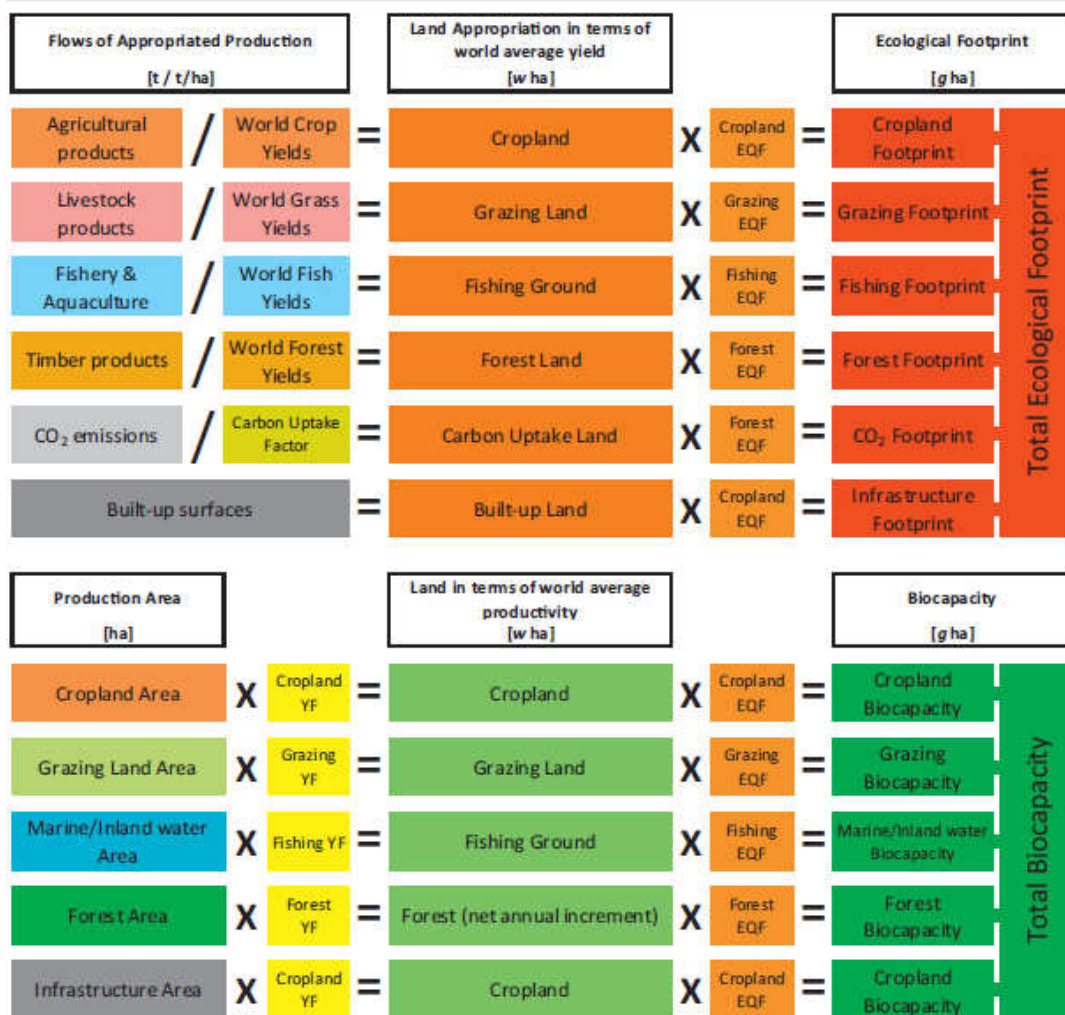 Flows of Appropriated Production
[t / t/ha]
Land Appropriation in terms of
world average yield
[w ha]
Ecological Footprint
[g ha]
Agricultural
products
/
World Crop
Yields
=
Cropland
X
Cropland
EQF
=
Cropland
Footprint
Livestock
products
/
World Grass
Yields
=
Grazing Land
X
Grazing
EQF
=
Grazing Footprint
Fishery &
Aquaculture
/
World Fish
Yields
=
Fishing Ground
X
Fishing
EQF
=
Fishing Footprint
Timber products
/
World Forest
Yields
=
Forest Land
X
Forest
EQF
=
Forest Footprint
CO₂ emissions
/
Carbon Uptake
Factor
=
Carbon Uptake Land
X
Forest
EQF
=
CO₂ Footprint
Built-up surfaces
=
Built-up Land
X
Cropland
EQF
=
Infrastructure
Footprint
Total Ecological Footprint
Production Area
[ha]
Land in terms of world average
productivity
[w ha]
Biocapacity
[g ha]
Cropland Area
X
Cropland
YF
=
Cropland
X
Cropland
EQF
=
Cropland
Biocapacity
Grazing Land Area
X
Grazing
YF
=
Grazing Land
X
Grazing
EQF
=
Grazing
Biocapacity
Marine/Inland water
Area
X
Fishing YF
=
Fishing Ground
X
Fishing
EQF
=
Marine/Inland water
Biocapacity
Forest Area
X
Forest
YF
=
Forest (net annual increment)
X
Forest
EQF
=
Forest
Biocapacity
Infrastructure Area
X
Cropland
YF
=
Cropland
X
Cropland
EQF
=
Cropland
Biocapacity
Total Biocapacity